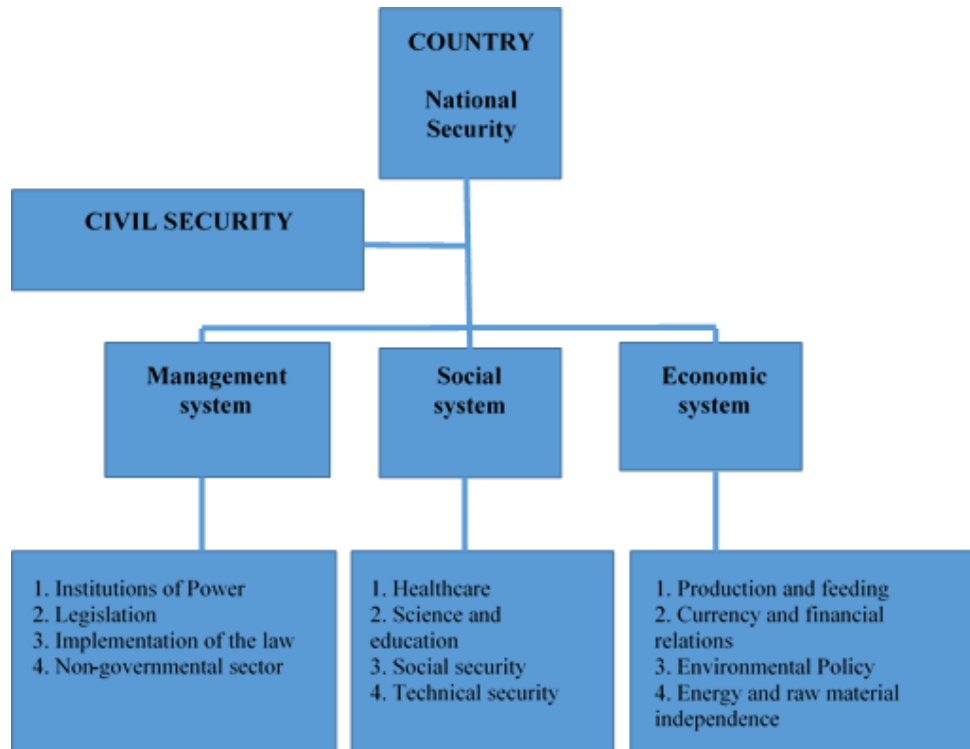 COUNTRY
National
Security
CIVIL SECURITY
Management
system
Social
system
Economic
system
1. Institutions of Power
2. Legislation
3. Implementation of the law
4. Non-governmental sector
1. Healthcare
2. Science and
education
3. Social security
4. Technical security
1. Production and feeding
2. Currency and financial
relations
3. Environmental Policy
4. Energy and raw material
independence